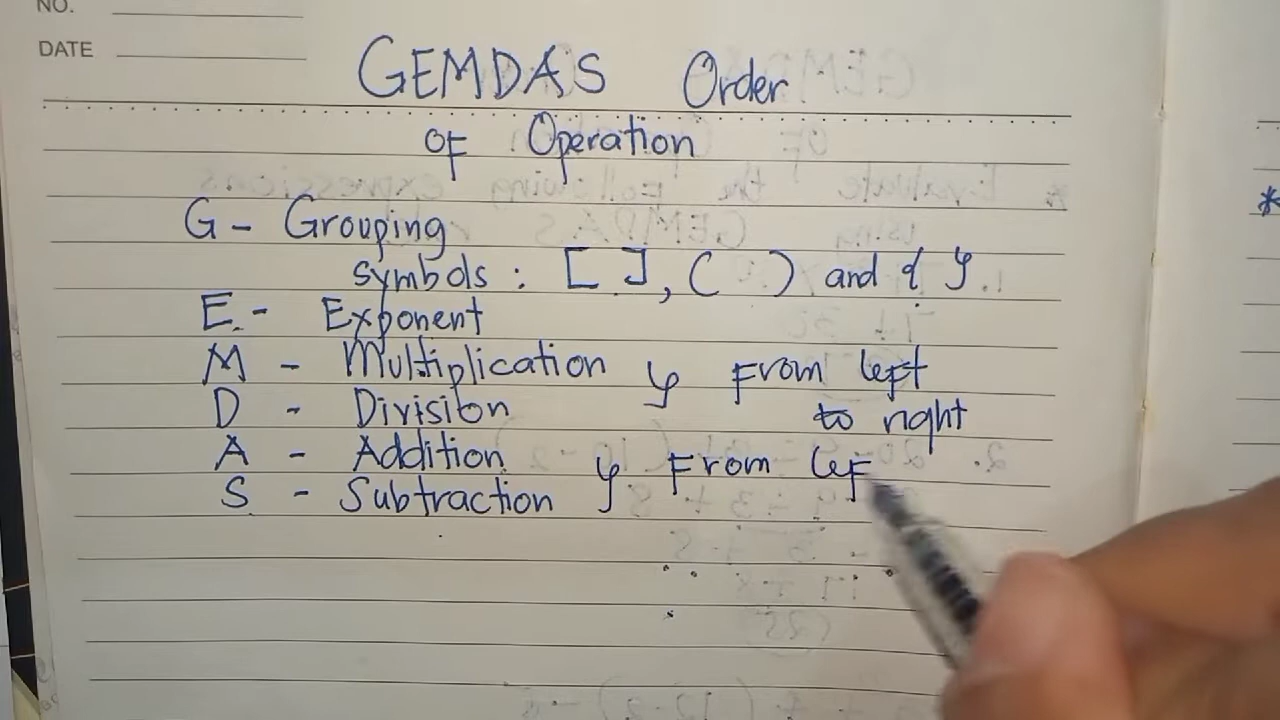 NO.
DATE
GEMDAS Order
of Operation
G - Grouping
symbols : [ ], ( ) and { }
E - Exponent
M - Multiplication } From left
D - Division to right
A - Addition } From lef
S - Subtraction
*